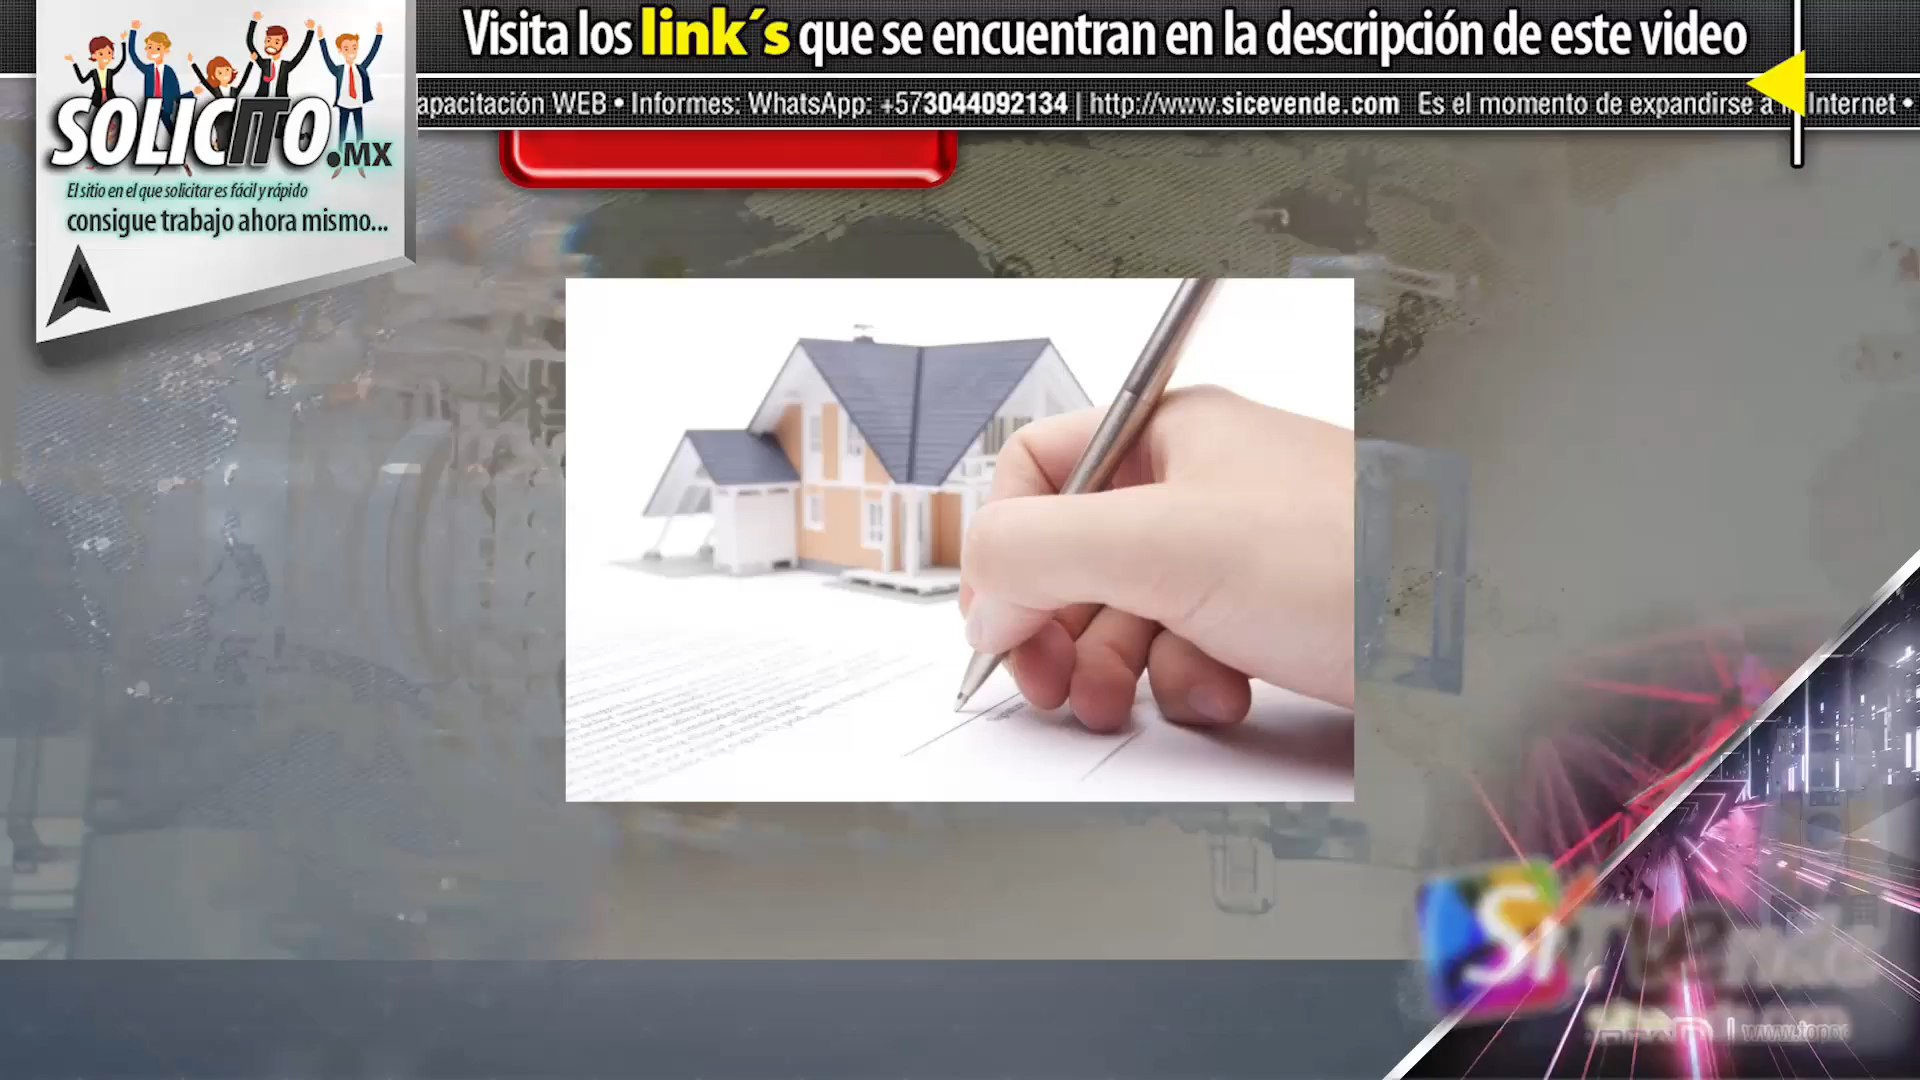 Visita los link´s que se encuentran en la descripción de este video
apacitación WEB • Informes: WhatsApp: +573044092134 | http://www.sicevende.com Es el momento de expandirse a Internet •
SOLICITO.MX
El sitio en el que solicitar es fácil y rápido
consigue trabajo ahora mismo...